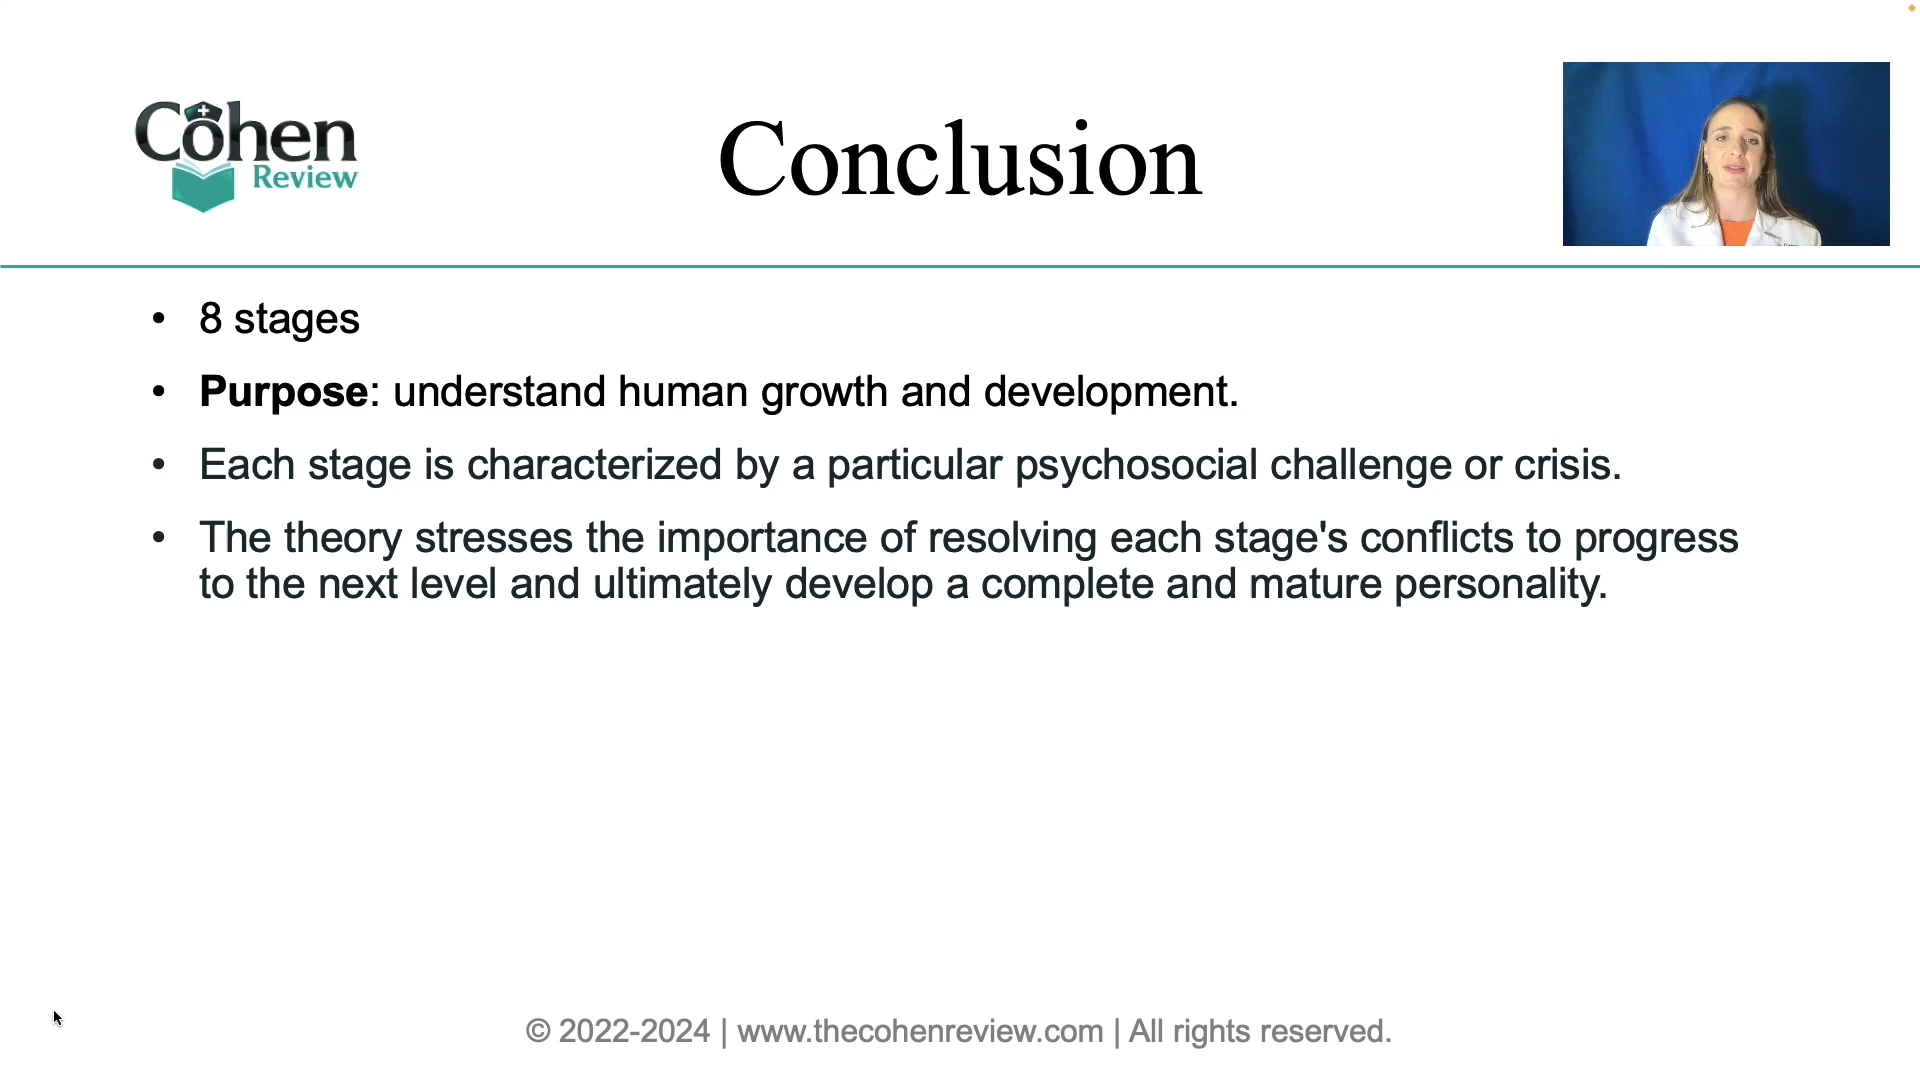 Cohen
Review
Conclusion
• 8 stages
• Purpose: understand human growth and development.
• Each stage is characterized by a particular psychosocial challenge or crisis.
• The theory stresses the importance of resolving each stage's conflicts to progress
to the next level and ultimately develop a complete and mature personality.
© 2022-2024 | www.thecohenreview.com | All rights reserved.